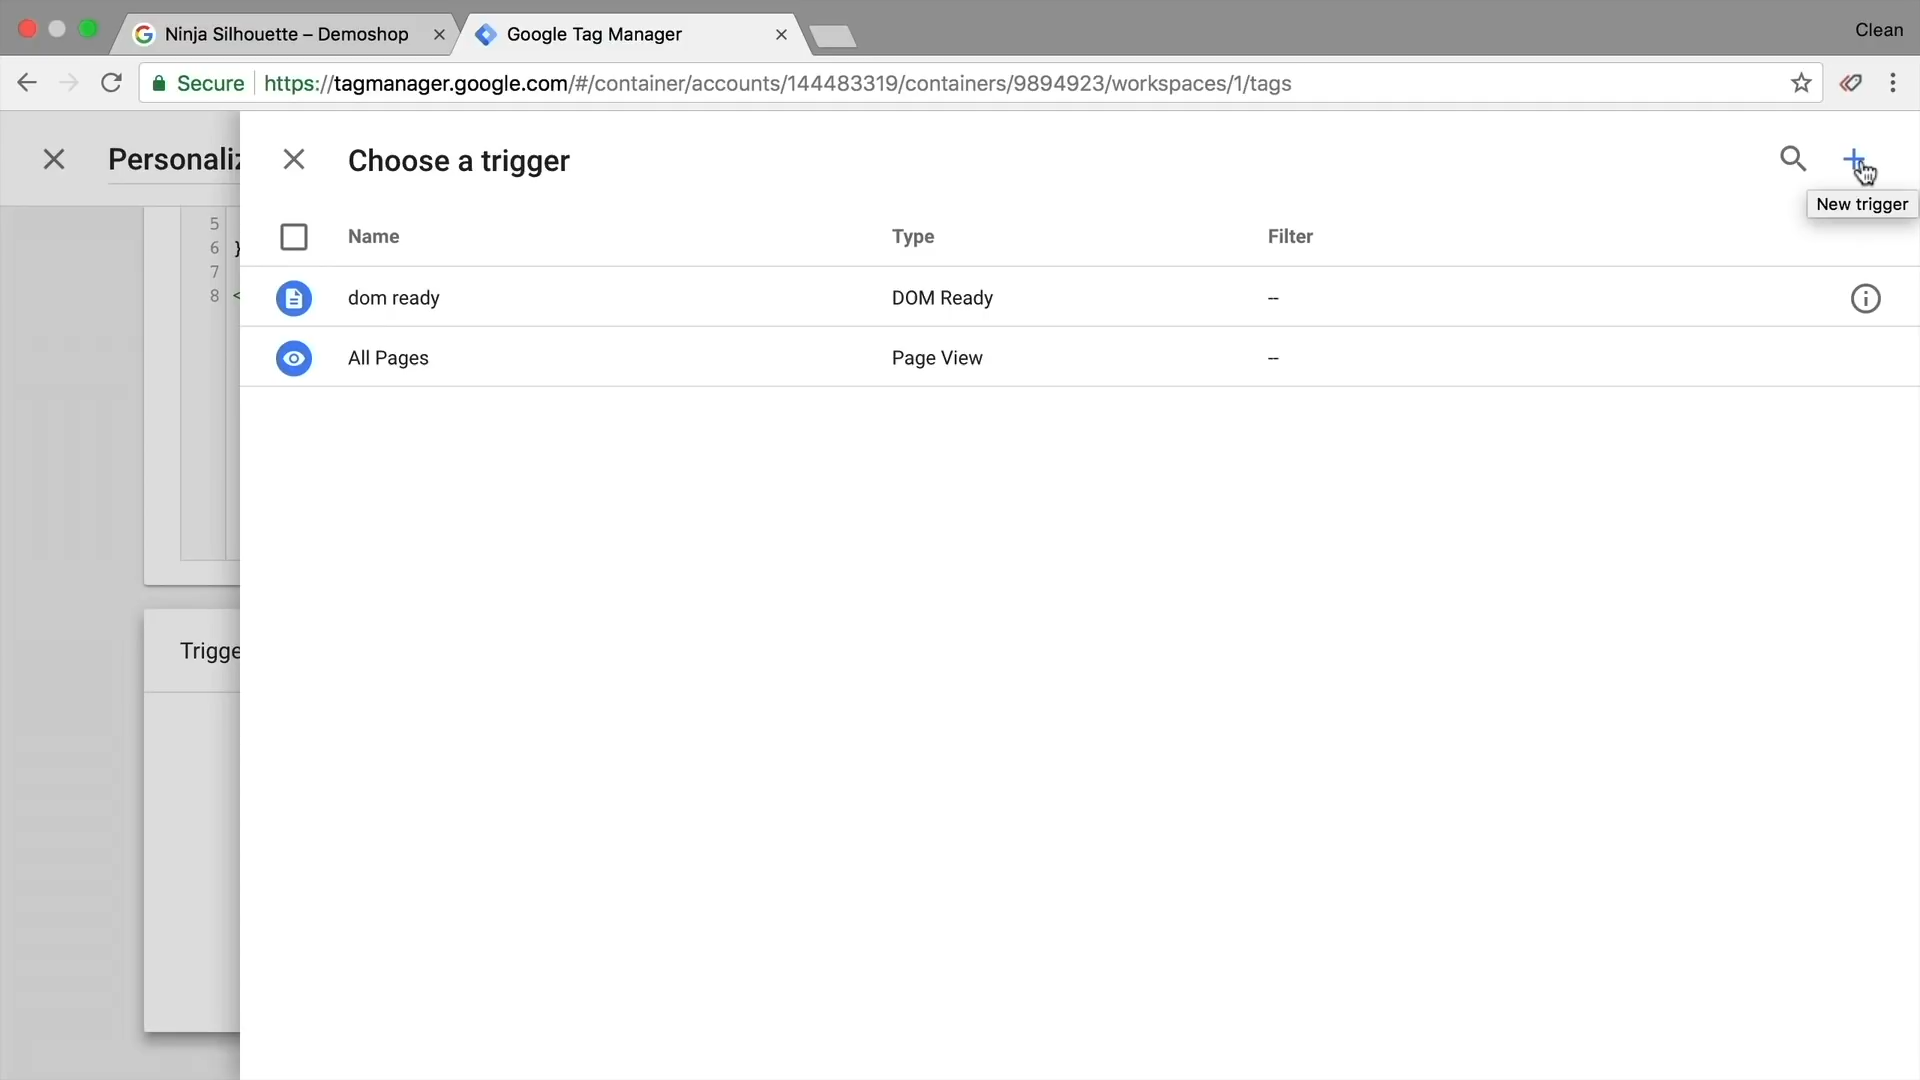 Ninja Silhouette – Demoshop
Google Tag Manager
Clean
Secure
https://tagmanager.google.com/#/container/accounts/144483319/containers/9894923/workspaces/1/tags
Personaliz
Choose a trigger
New trigger
5
6 }
7
8 <
Name Type Filter
dom ready DOM Ready --
All Pages Page View --
Trigge